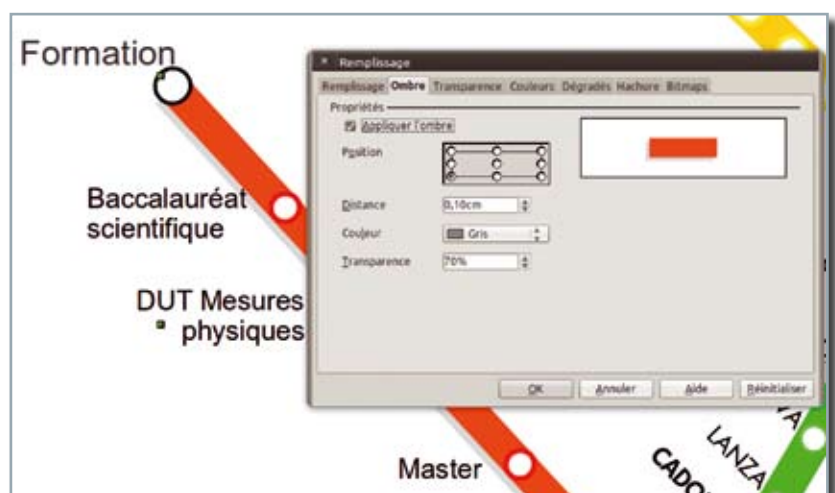 Formation
Remplissage
Remplissage Ombre Transparence Couleurs Dégradés Hachure Bitmaps
Propriétés
Appliquer l'ombre
Position
Distance 0,10cm
Couleur Gris
Transparence 70%
OK Annuler Aide Réinitialiser
Baccalauréat
scientifique
DUT Mesures
physiques
Master
LANZA